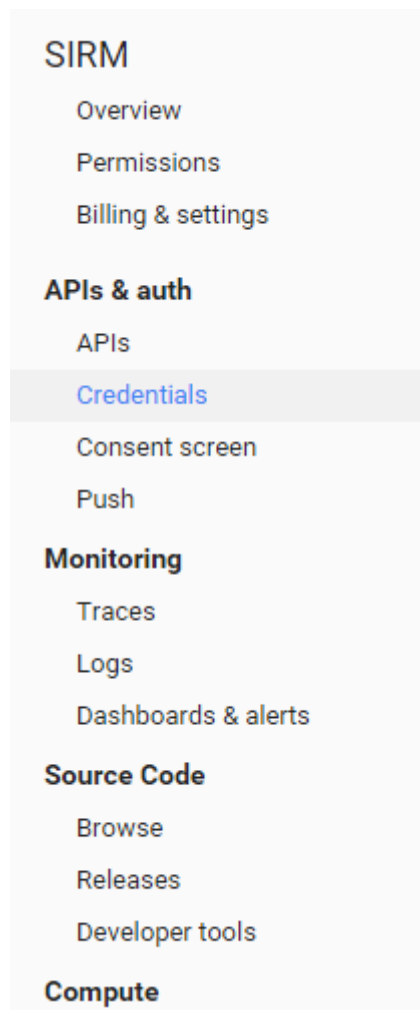 SIRM
Overview
Permissions
Billing & settings
APIs & auth
APIs
Credentials
Consent screen
Push
Monitoring
Traces
Logs
Dashboards & alerts
Source Code
Browse
Releases
Developer tools
Compute